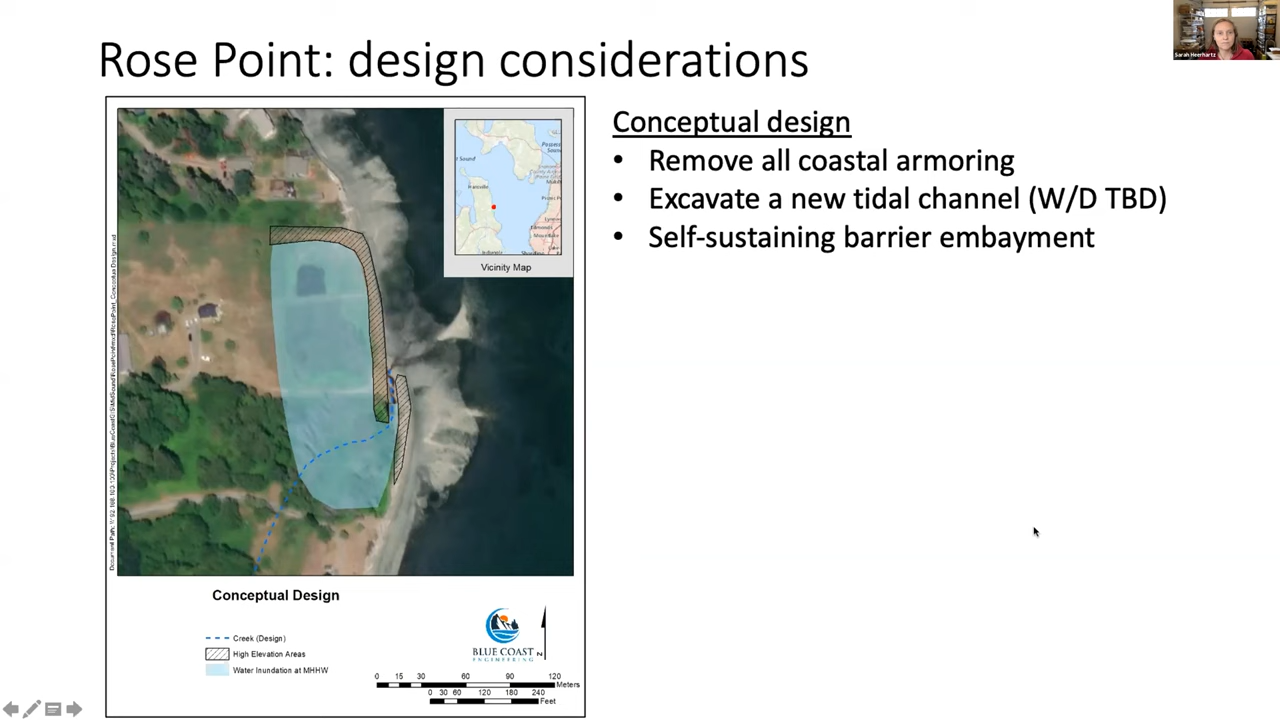 Rose Point: design considerations
Sarah Heerhartz
Conceptual design
• Remove all coastal armoring
• Excavate a new tidal channel (W/D TBD)
• Self-sustaining barrier embayment
Vicinity Map
Conceptual Design
Creek (Design)
High Elevation Areas
Water Inundation at MHHW
BLUE COAST
ENGINEERING
N
0 15 30 60 90 120
Meters
0 30 60 120 180 240
Feet